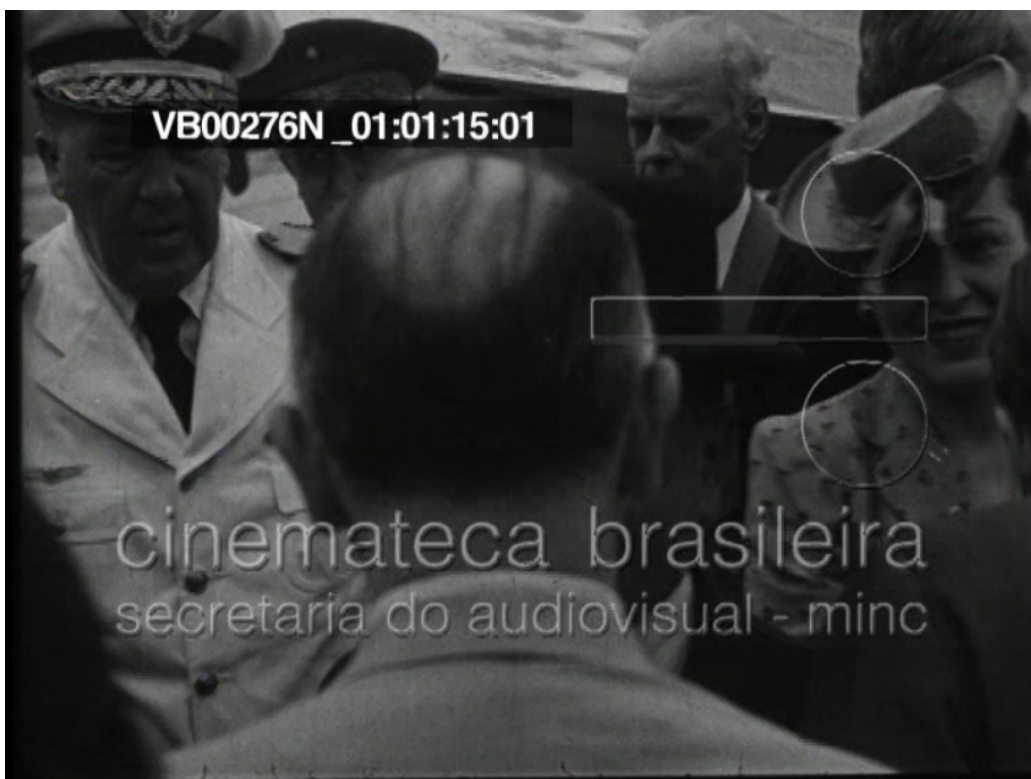 VB00276N _01:01:15:01
cinemateca brasileira
secretaria do audiovisual - minc